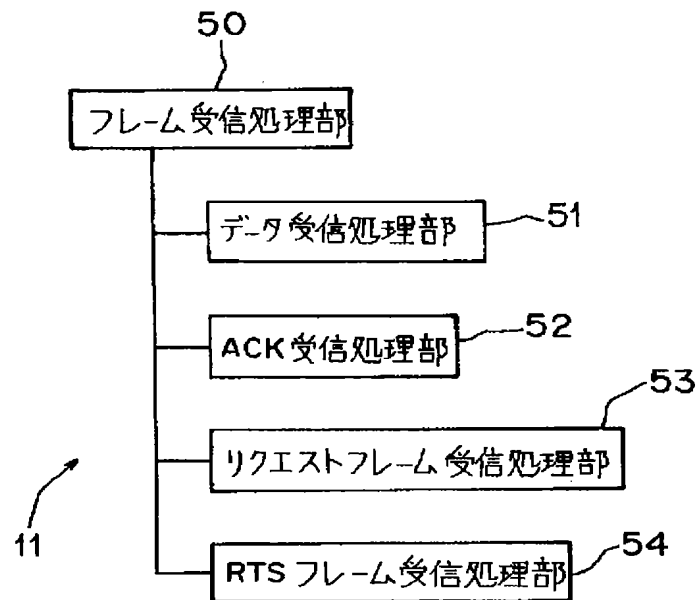 50
フレーム受信処理部
データ受信処理部
51
ACK受信処理部
52
リクエストフレーム受信処理部
53
RTSフレーム受信処理部
54
11